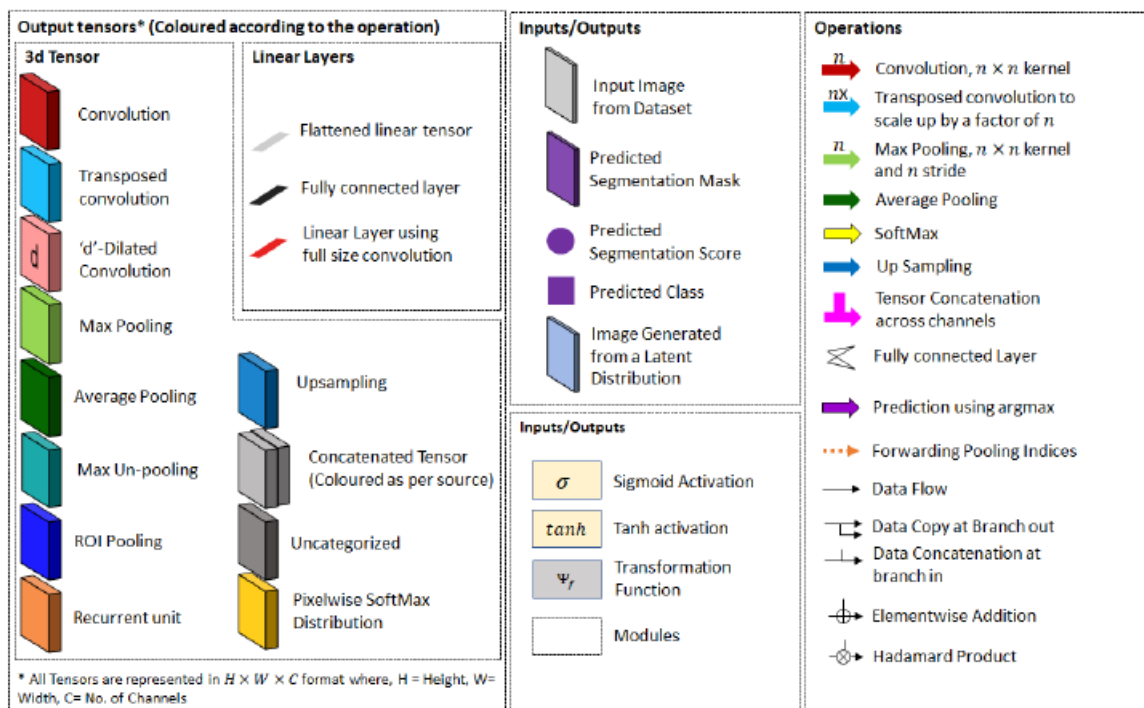 Output tensors* (Coloured according to the operation)
3d Tensor
Convolution
Transposed
convolution
d
'd'-Dilated
Convolution
Max Pooling
Average Pooling
Max Un-pooling
ROI Pooling
Recurrent unit
Linear Layers
Flattened linear tensor
Fully connected layer
Linear Layer using
full size convolution
Upsampling
Concatenated Tensor
(Coloured as per source)
Uncategorized
Pixelwise SoftMax
Distribution
* All Tensors are represented in H × W × C format where, H = Height, W=
Width, C= No. of Channels
Inputs/Outputs
Input Image
from Dataset
Predicted
Segmentation Mask
Predicted
Segmentation Score
Predicted Class
Image Generated
from a Latent
Distribution
Inputs/Outputs
σ Sigmoid Activation
tanh Tanh activation
Ψf Transformation
Function
Modules
Operations
n Convolution, n × n kernel
nX Transposed convolution to
scale up by a factor of n
n Max Pooling, n × n kernel
and n stride
Average Pooling
SoftMax
Up Sampling
Tensor Concatenation
across channels
Fully connected Layer
Prediction using argmax
Forwarding Pooling Indices
Data Flow
Data Copy at Branch out
Data Concatenation at
branch in
Elementwise Addition
Hadamard Product